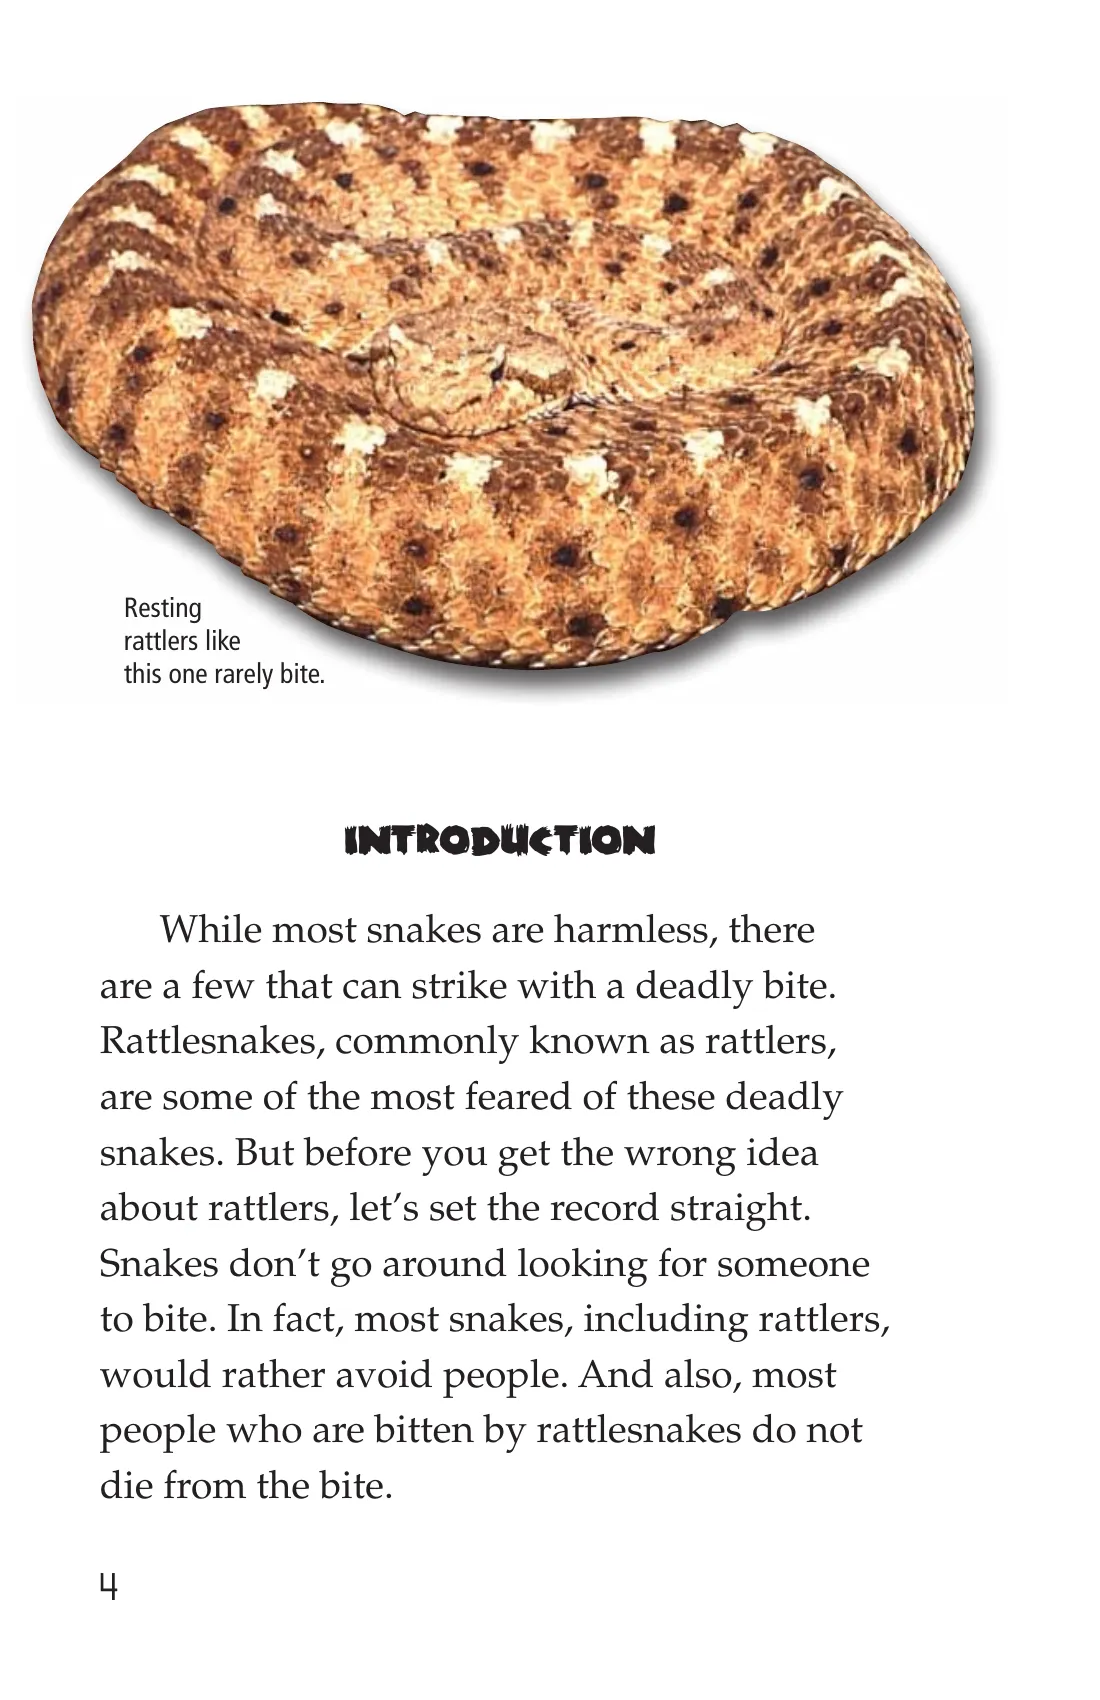 Resting
rattlers like
this one rarely bite.
INTRODUCTION
While most snakes are harmless, there
are a few that can strike with a deadly bite.
Rattlesnakes, commonly known as rattlers,
are some of the most feared of these deadly
snakes. But before you get the wrong idea
about rattlers, let’s set the record straight.
Snakes don’t go around looking for someone
to bite. In fact, most snakes, including rattlers,
would rather avoid people. And also, most
people who are bitten by rattlesnakes do not
die from the bite.
4